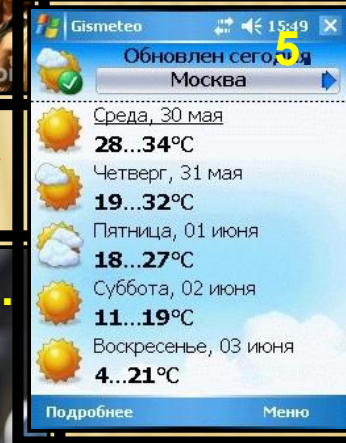 Gismeteo 15:49
5
Обновлен сегодня
Москва
Среда, 30 мая
28...34°C
Четверг, 31 мая
19...32°C
Пятница, 01 июня
18...27°C
Суббота, 02 июня
11...19°C
Воскресенье, 03 июня
4...21°C
Подробнее Меню